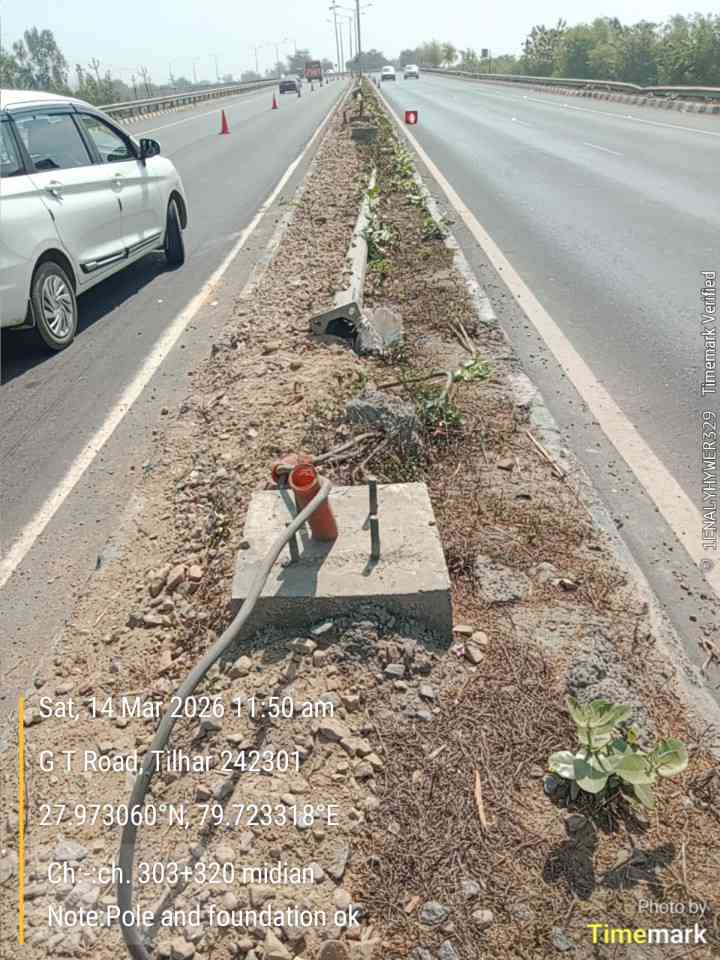 Sat, 14 Mar 2026 11:50 am
G T Road, Tilhar 242301
27.973060°N, 79.723318°E
Ch:-:ch. 303+320 midian
Note:Pole and foundation ok
Photo by
Timemark
© 1IENALYHYWER329 Timemark Verified